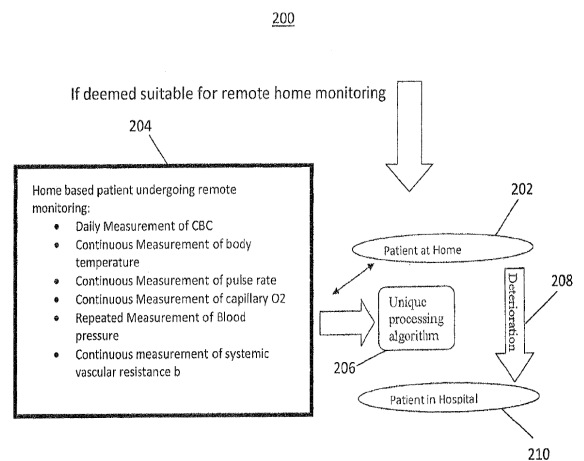 200
If deemed suitable for remote home monitoring
204
Home based patient undergoing remote
monitoring:
• Daily Measurement of CBC
• Continuous Measurement of body
temperature
• Continuous Measurement of pulse rate
• Continuous Measurement of capillary O2
• Repeated Measurement of Blood
pressure
• Continuous measurement of systemic
vascular resistance b
202
Patient at Home
208
Deterioration
Unique
processing
algorithm
206
Patient in Hospital
210